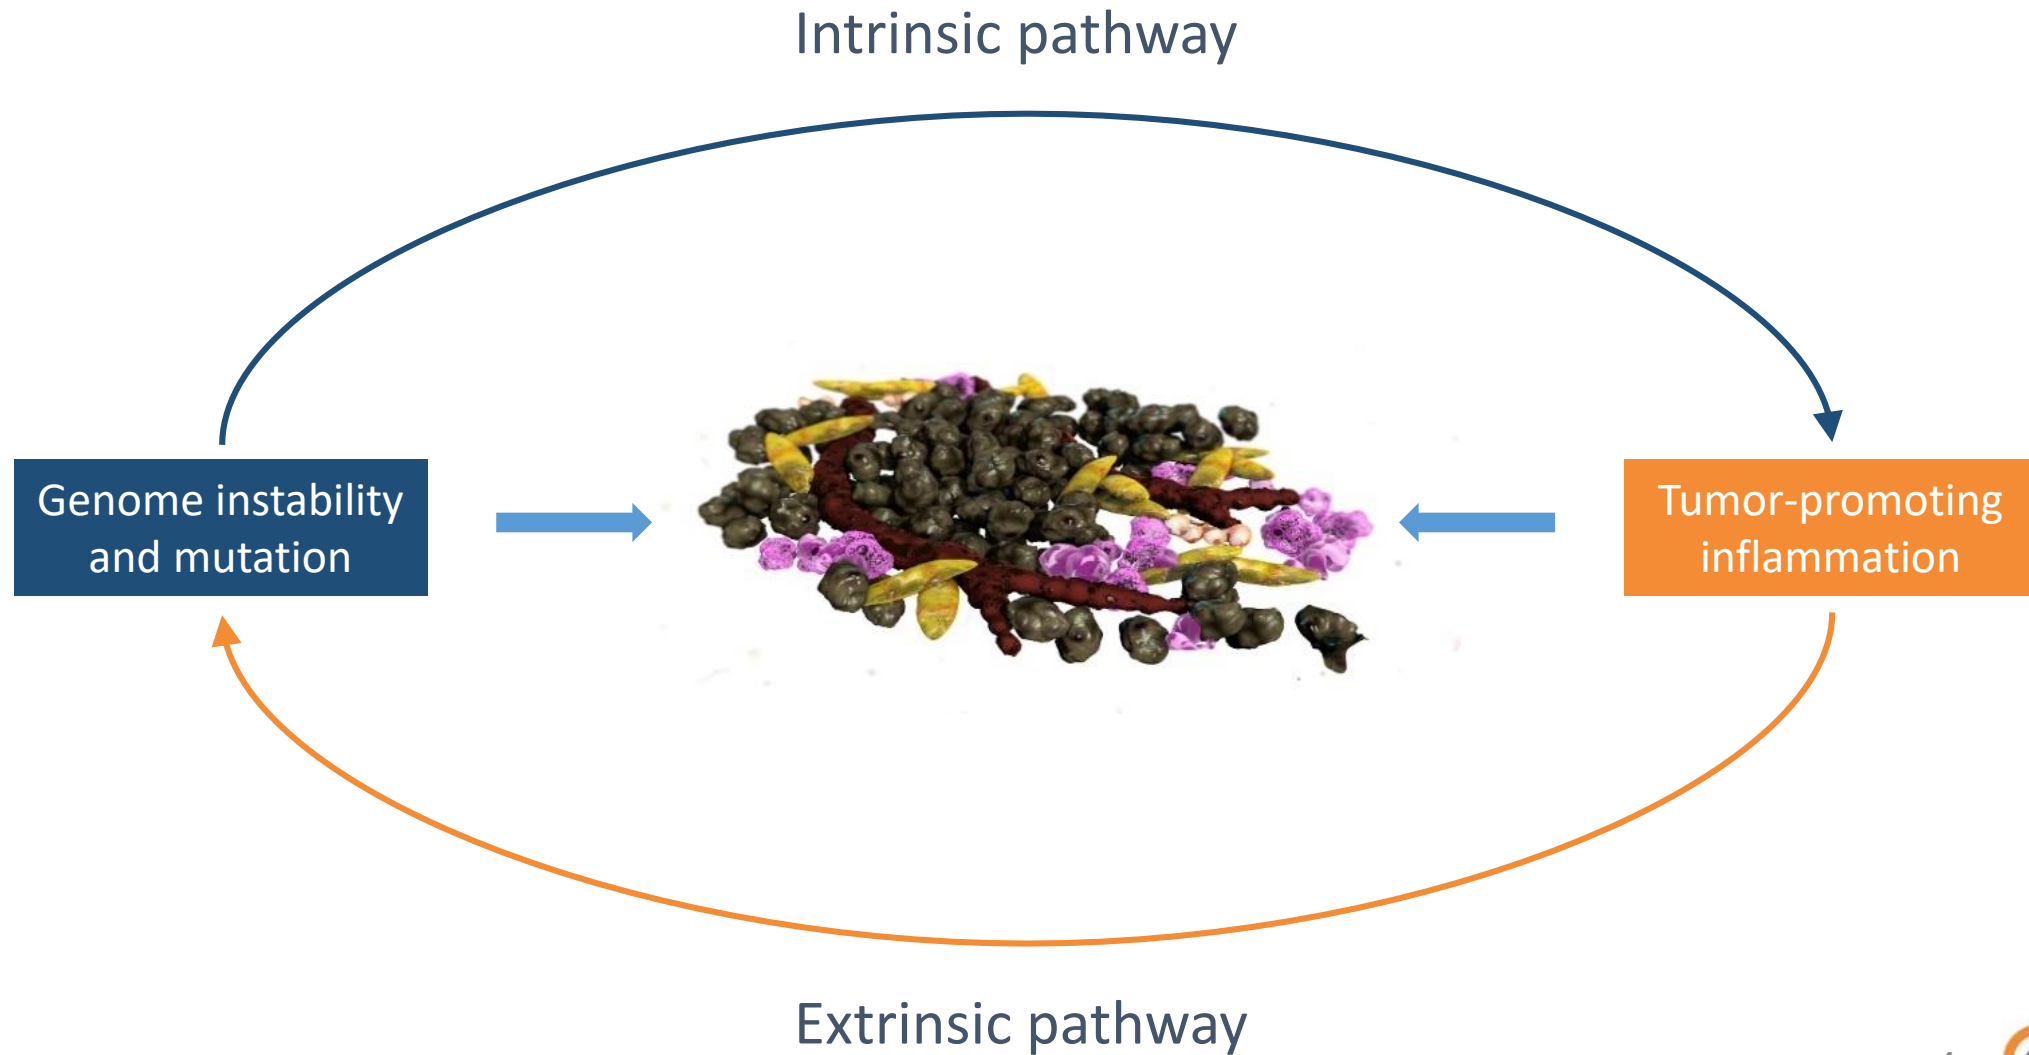 Intrinsic pathway
Genome instability
and mutation
Tumor-promoting
inflammation
Extrinsic pathway